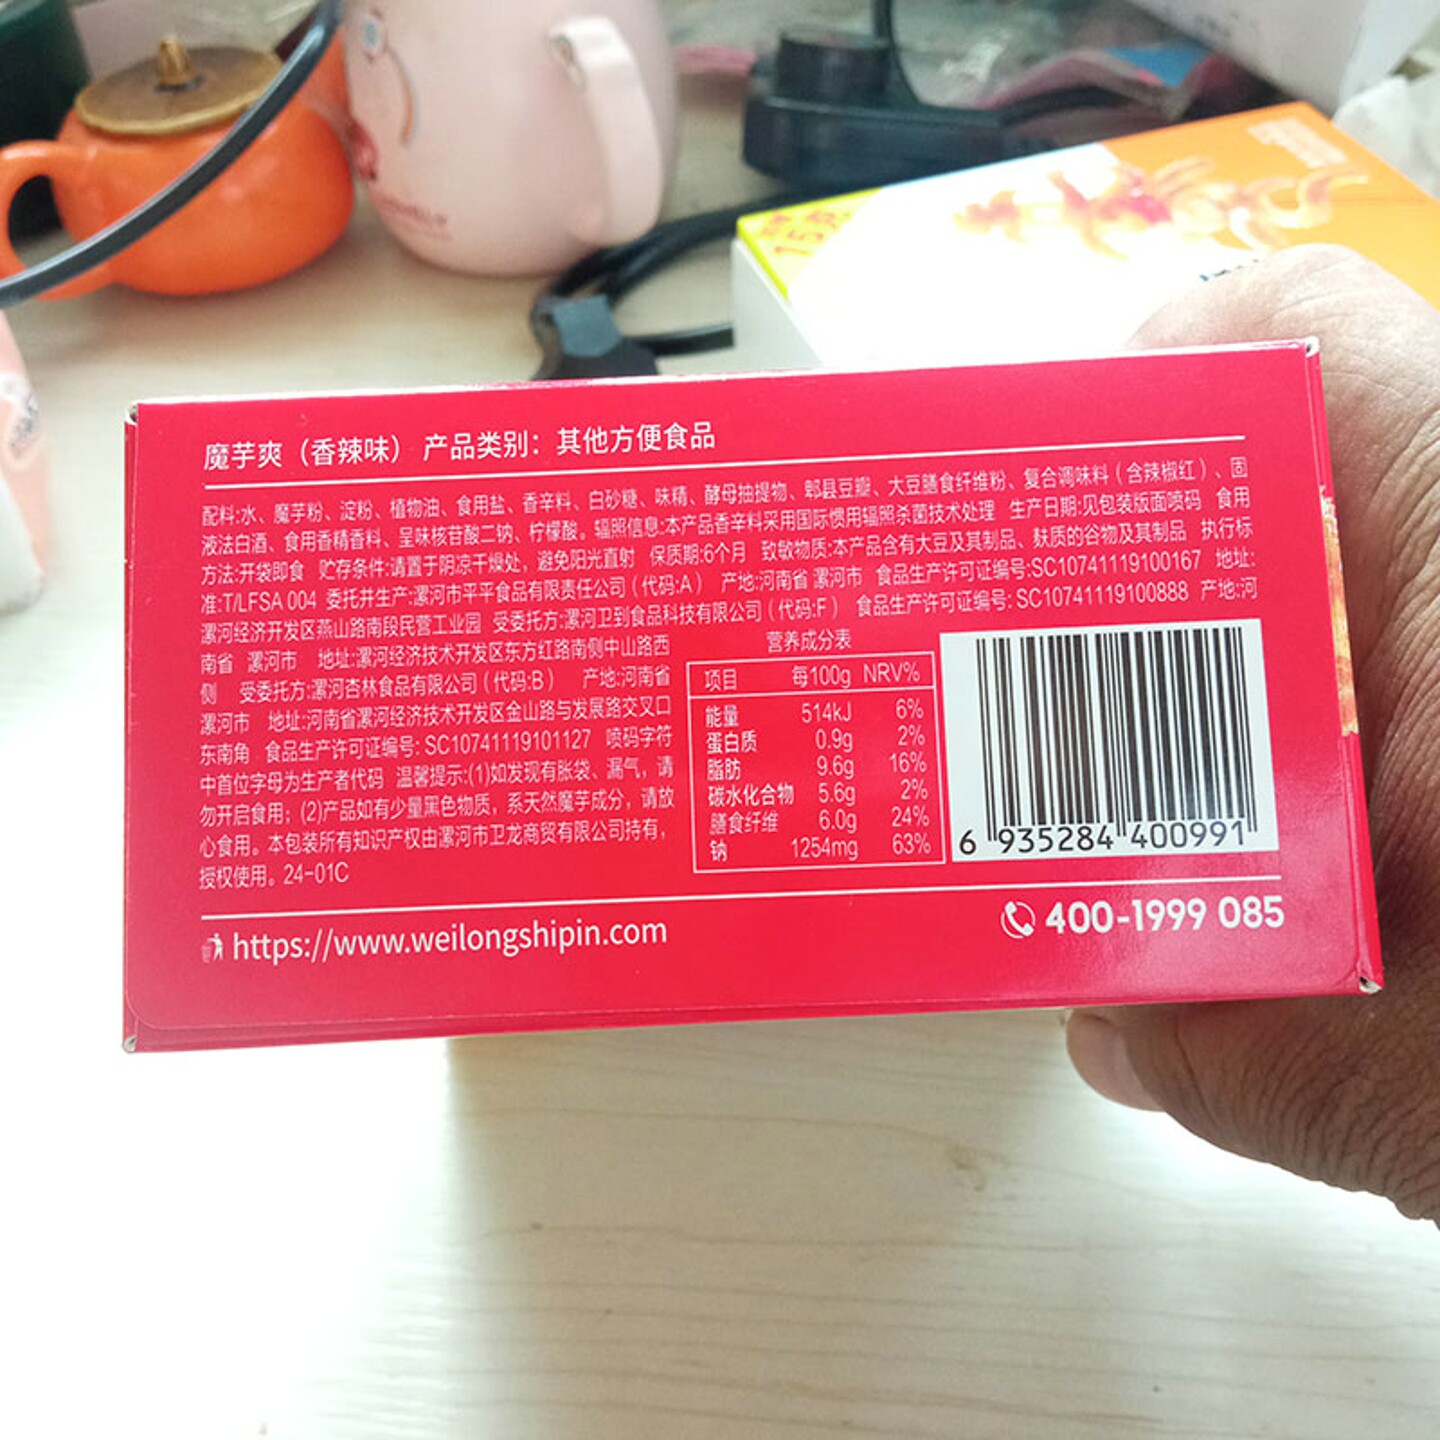 魔芋爽（香辣味） 产品类别：其他方便食品
配料:水、魔芋粉、淀粉、植物油、食用盐、香辛料、白砂糖、味精、酵母抽提物、郫县豆瓣、大豆膳食纤维粉、复合调味料（含辣椒红）、固
液法白酒、食用香精香料、呈味核苷酸二钠、柠檬酸。辐照信息:本产品香辛料采用国际惯用辐照杀菌技术处理 生产日期:见包装版面喷码 食用
方法:开袋即食 贮存条件:请置于阴凉干燥处，避免阳光直射 保质期:6个月 致敏物质:本产品含有大豆及其制品、麸质的谷物及其制品 执行标
准:T/LFSA 004 委托并生产:漯河市平平食品有限责任公司（代码:A） 产地:河南省 漯河市 食品生产许可证编号:SC10741119100167 地址:
漯河经济开发区燕山路南段民营工业园 受委托方:漯河卫到食品科技有限公司（代码:F） 食品生产许可证编号: SC10741119100888 产地:河
南省 漯河市 地址:漯河经济技术开发区东方红路南侧中山路西
侧 受委托方:漯河杏林食品有限公司（代码:B） 产地:河南省
漯河市 地址:河南省漯河经济技术开发区金山路与发展路交叉口
东南角 食品生产许可证编号: SC10741119101127 喷码字符
中首位字母为生产者代码 温馨提示:(1)如发现有胀袋、漏气，请
勿开启食用；(2)产品如有少量黑色物质，系天然魔芋成分，请放
心食用。本包装所有知识产权由漯河市卫龙商贸有限公司持有，
授权使用。24-01C
营养成分表
项目 每100g NRV%
能量 514kJ 6%
蛋白质 0.9g 2%
脂肪 9.6g 16%
碳水化合物 5.6g 2%
膳食纤维 6.0g 24%
钠 1254mg 63%
6 935284 400991
https://www.weilongshipin.com
400-1999 085